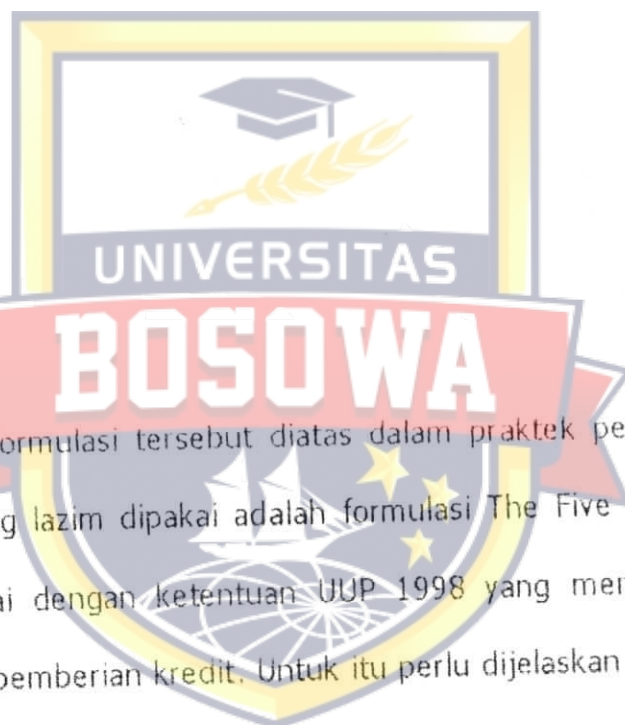 UNIVERSITAS
BOSOWA
ormulasi tersebut diatas dalam praktek pe
g lazim dipakai adalah formulasi The Five
ai dengan ketentuan UUP 1998 yang mer
pemberian kredit. Untuk itu perlu dijelaskan